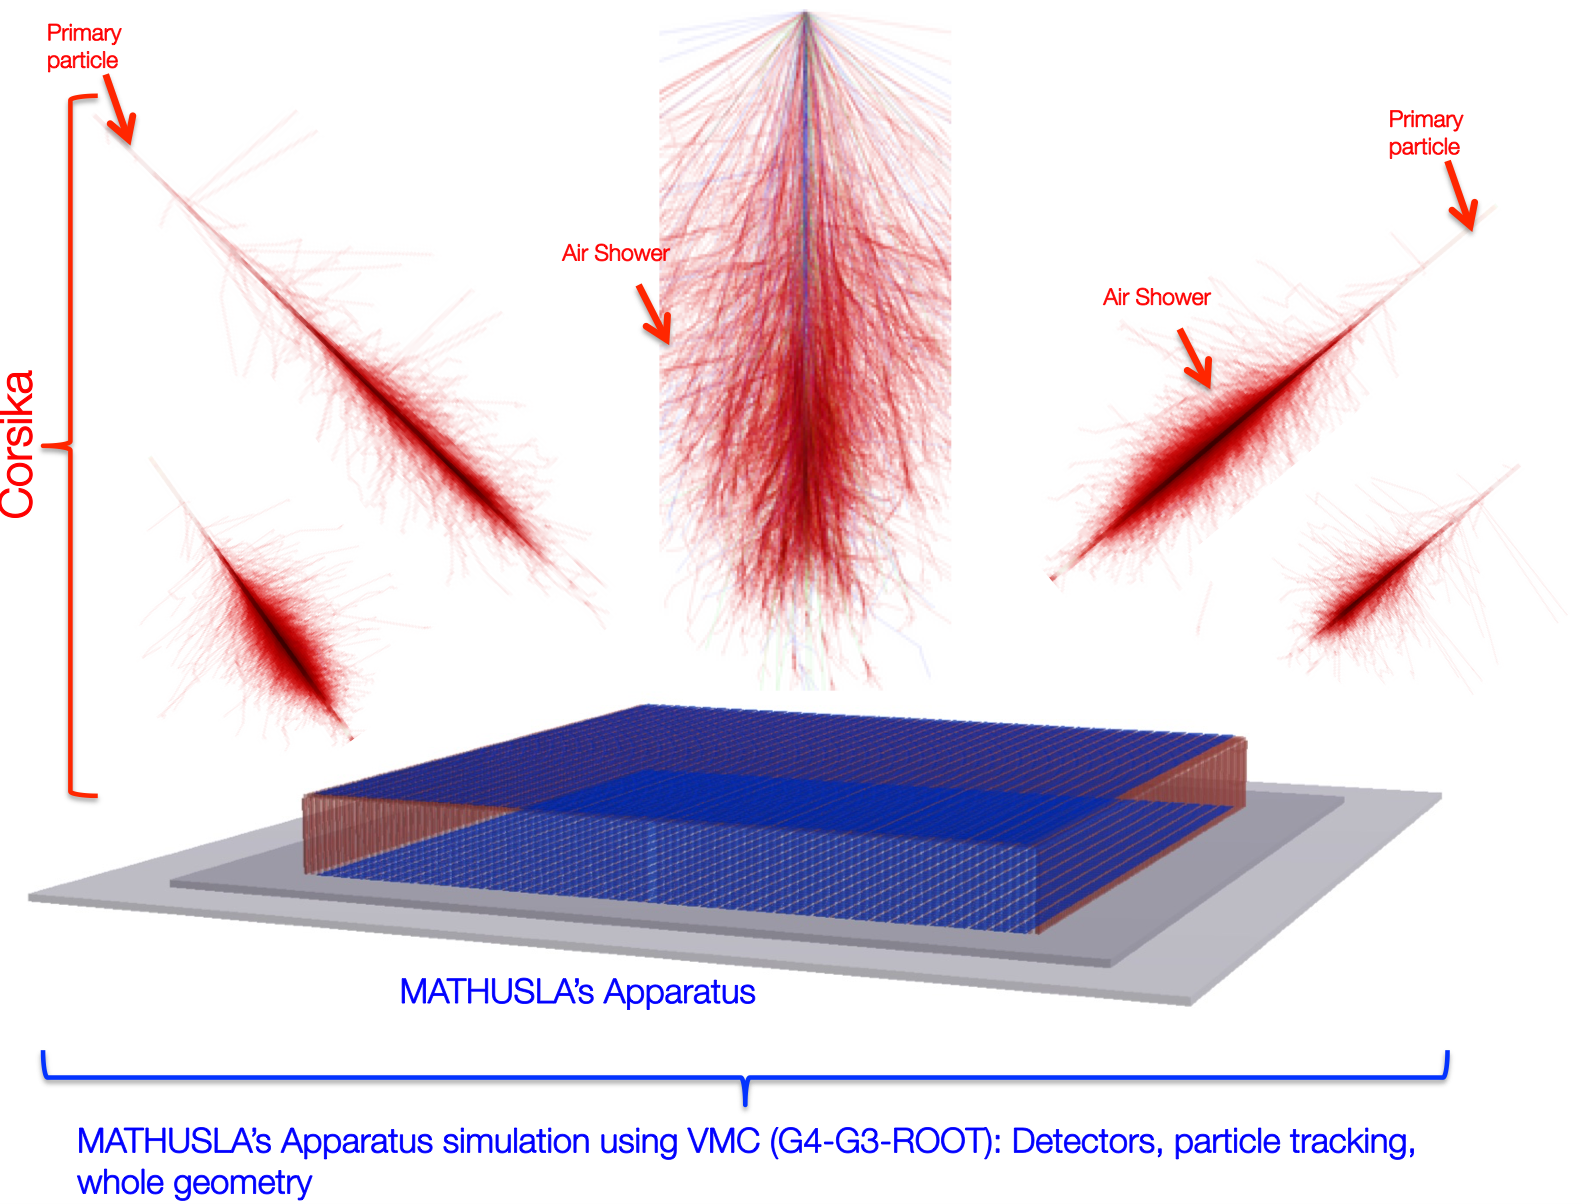 Primary
particle
Primary
particle
Air Shower
Air Shower
Corsika
MATHUSLA's Apparatus
MATHUSLA's Apparatus simulation using VMC (G4-G3-ROOT): Detectors, particle tracking,
whole geometry